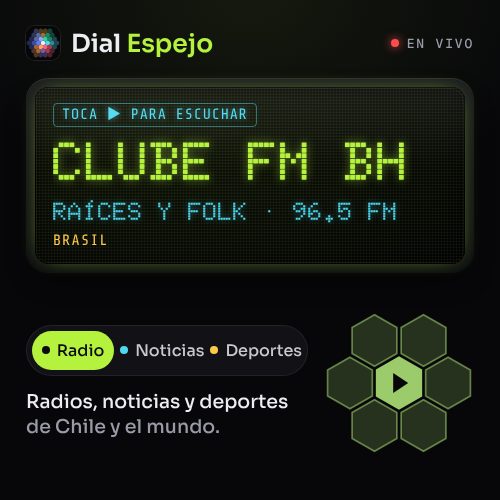 Dial Espejo
EN VIVO
TOCA ▶ PARA ESCUCHAR
CLUBE FM BH
RAÍCES Y FOLK · 96.5 FM
BRASIL
Radio
Noticias
Deportes
Radios, noticias y deportes
de Chile y el mundo.